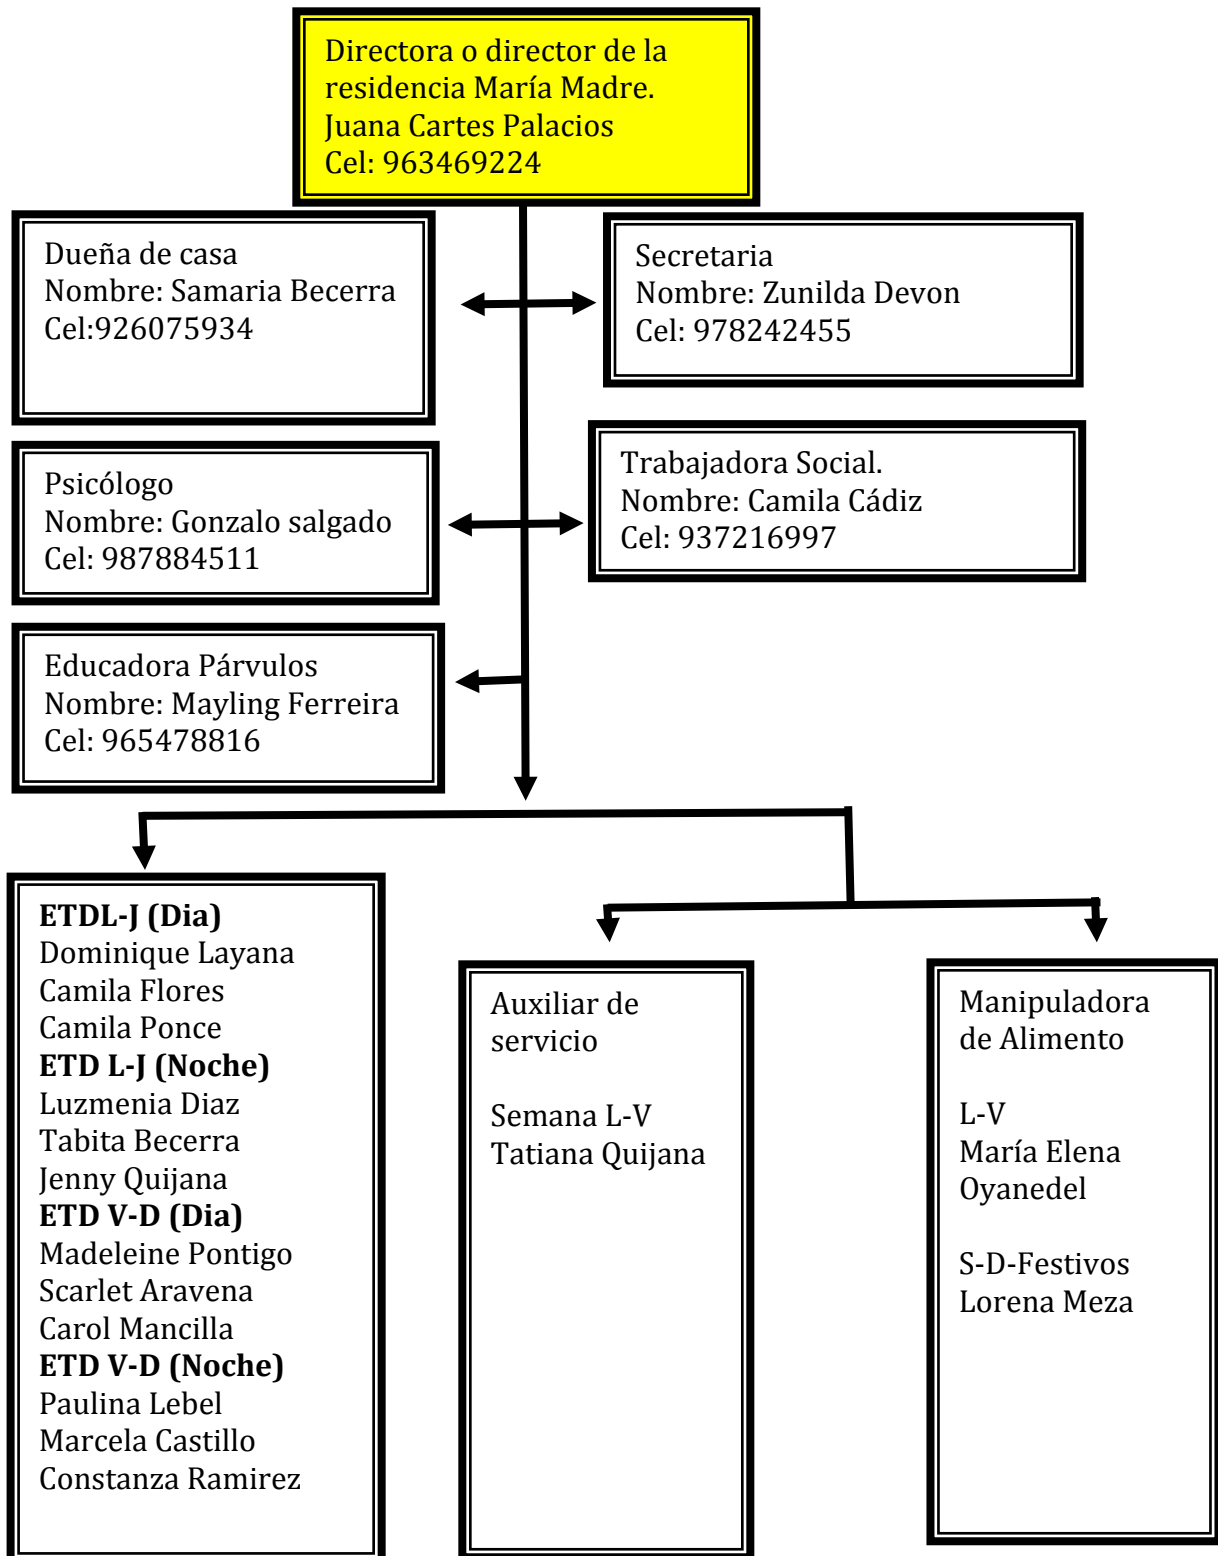 Directora o director de la
residencia María Madre.
Juana Cartes Palacios
Cel: 963469224
Dueña de casa
Nombre: Samaria Becerra
Cel:926075934
Secretaria
Nombre: Zunilda Devon
Cel: 978242455
Psicólogo
Nombre: Gonzalo salgado
Cel: 987884511
Trabajadora Social.
Nombre: Camila Cádiz
Cel: 937216997
Educadora Párvulos
Nombre: Mayling Ferreira
Cel: 965478816
ETDL-J (Dia)
Dominique Layana
Camila Flores
Camila Ponce
ETD L-J (Noche)
Luzmenia Diaz
Tabita Becerra
Jenny Quijana
ETD V-D (Dia)
Madeleine Pontigo
Scarlet Aravena
Carol Mancilla
ETD V-D (Noche)
Paulina Lebel
Marcela Castillo
Constanza Ramirez
Auxiliar de
servicio
Semana L-V
Tatiana Quijana
Manipuladora
de Alimento
L-V
María Elena
Oyanedel
S-D-Festivos
Lorena Meza